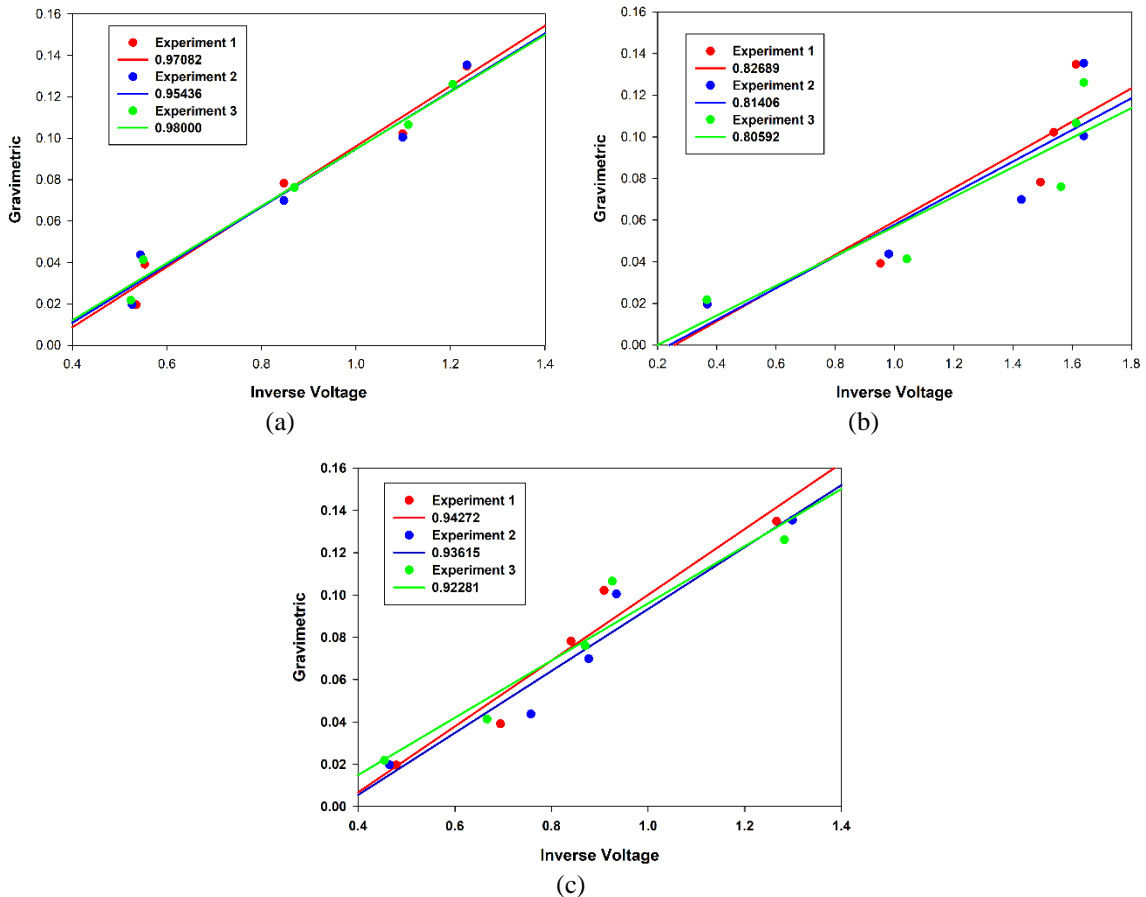 0.16
0.14
0.12
0.10
0.08
0.06
0.04
0.02
0.00
Gravimetric
Experiment 1
0.97082
Experiment 2
0.95436
Experiment 3
0.98000
0.4 0.6 0.8 1.0 1.2 1.4
Inverse Voltage
(a)
0.16
0.14
0.12
0.10
0.08
0.06
0.04
0.02
0.00
Gravimetric
Experiment 1
0.82689
Experiment 2
0.81406
Experiment 3
0.80592
0.2 0.4 0.6 0.8 1.0 1.2 1.4 1.6 1.8
Inverse Voltage
(b)
0.16
0.14
0.12
0.10
0.08
0.06
0.04
0.02
0.00
Gravimetric
Experiment 1
0.94272
Experiment 2
0.93615
Experiment 3
0.92281
0.4 0.6 0.8 1.0 1.2 1.4
Inverse Voltage
(c)